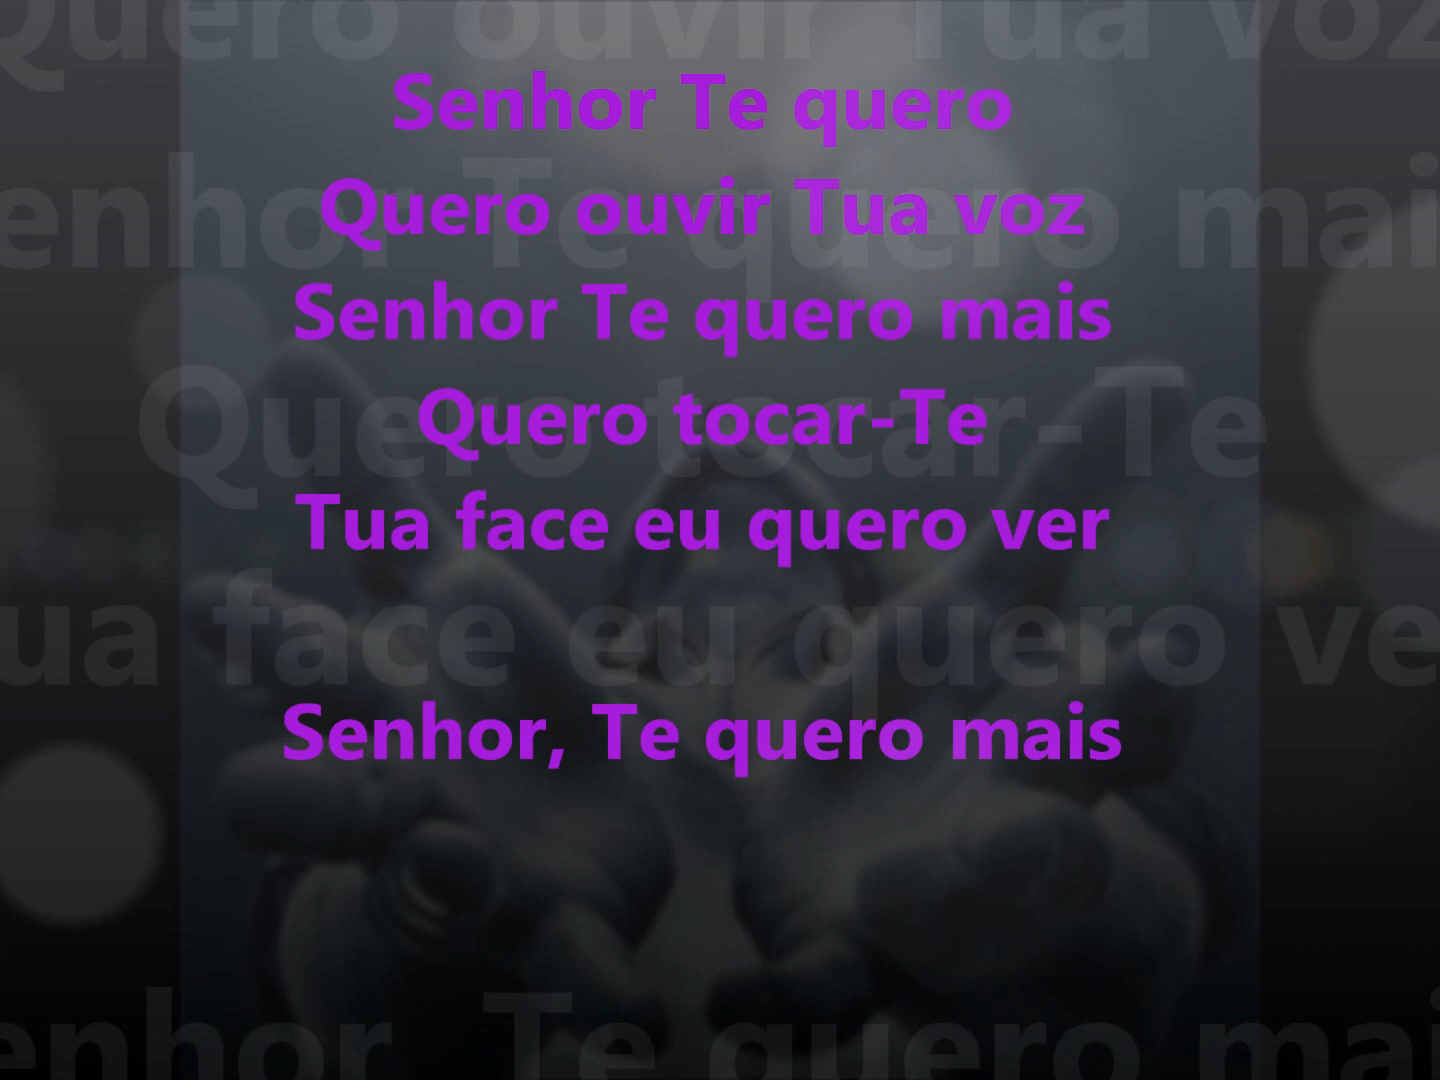 Senhor Te quero
Quero ouvir Tua voz
Senhor Te quero mais
Quero tocar-Te
Tua face eu quero ver
Senhor, Te quero mais